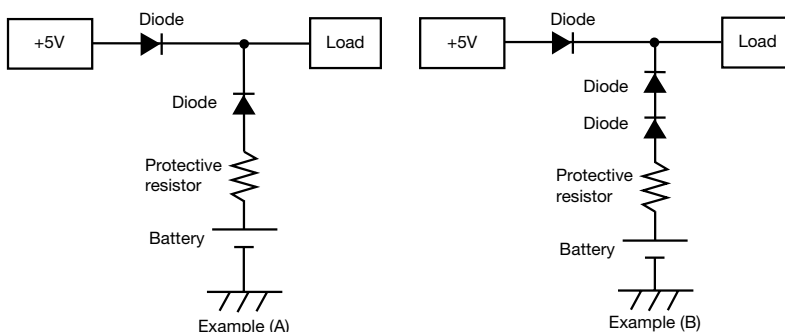 Diode
+5V
Load
Diode
Protective
resistor
Battery
Example (A)
Diode
+5V
Load
Diode
Diode
Protective
resistor
Battery
Example (B)